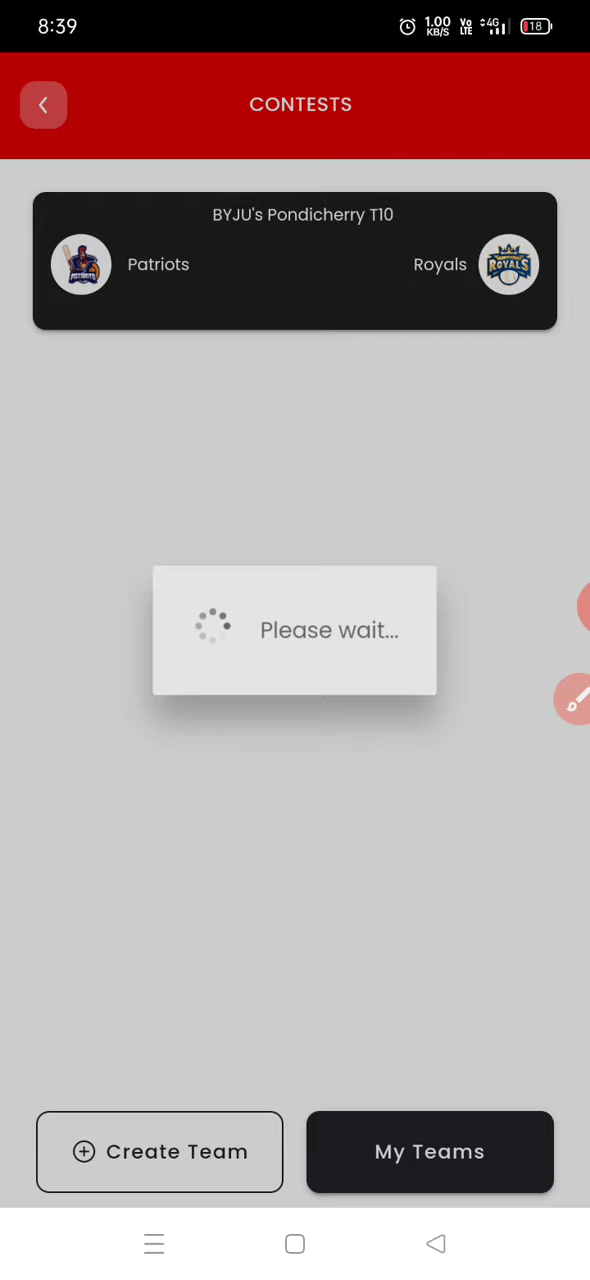 8:39
1.00
KB/S
Vo
LTE
4G
18
CONTESTS
BYJU's Pondicherry T10
Patriots
Royals
ROYALS
Please wait...
Create Team
My Teams